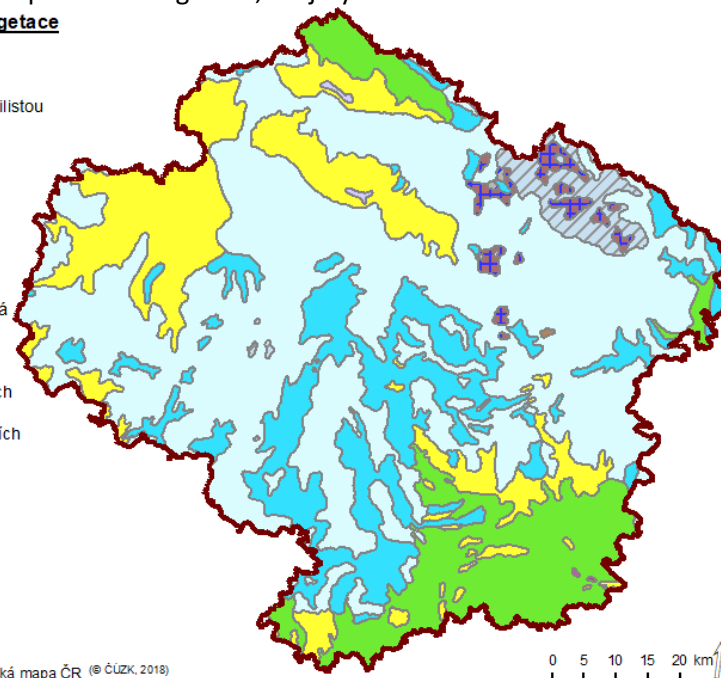 getace
ilistou
á
ch
ích
0 5 10 15 20 km
ká mapa ČR (© ČÚZK, 2018)